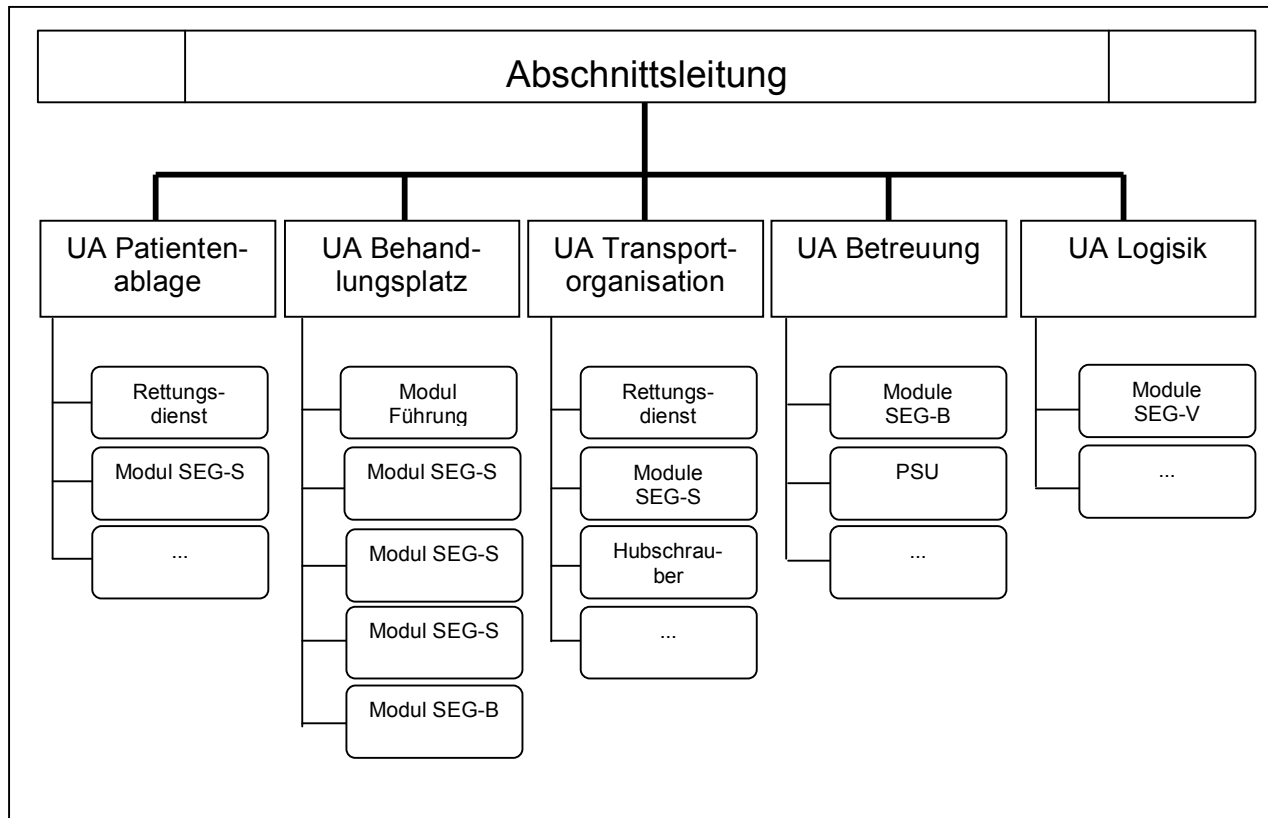 Abschnittsleitung
UA Patienten-
ablage
UA Behand-
lungsplatz
UA Transport-
organisation
UA Betreuung
UA Logisik
Rettungs-
dienst
Modul SEG-S
...
Modul
Führung
Modul SEG-S
Modul SEG-S
Modul SEG-S
Modul SEG-B
Rettungs-
dienst
Module
SEG-S
Hubschrau-
ber
...
Module
SEG-B
PSU
...
Module
SEG-V
...